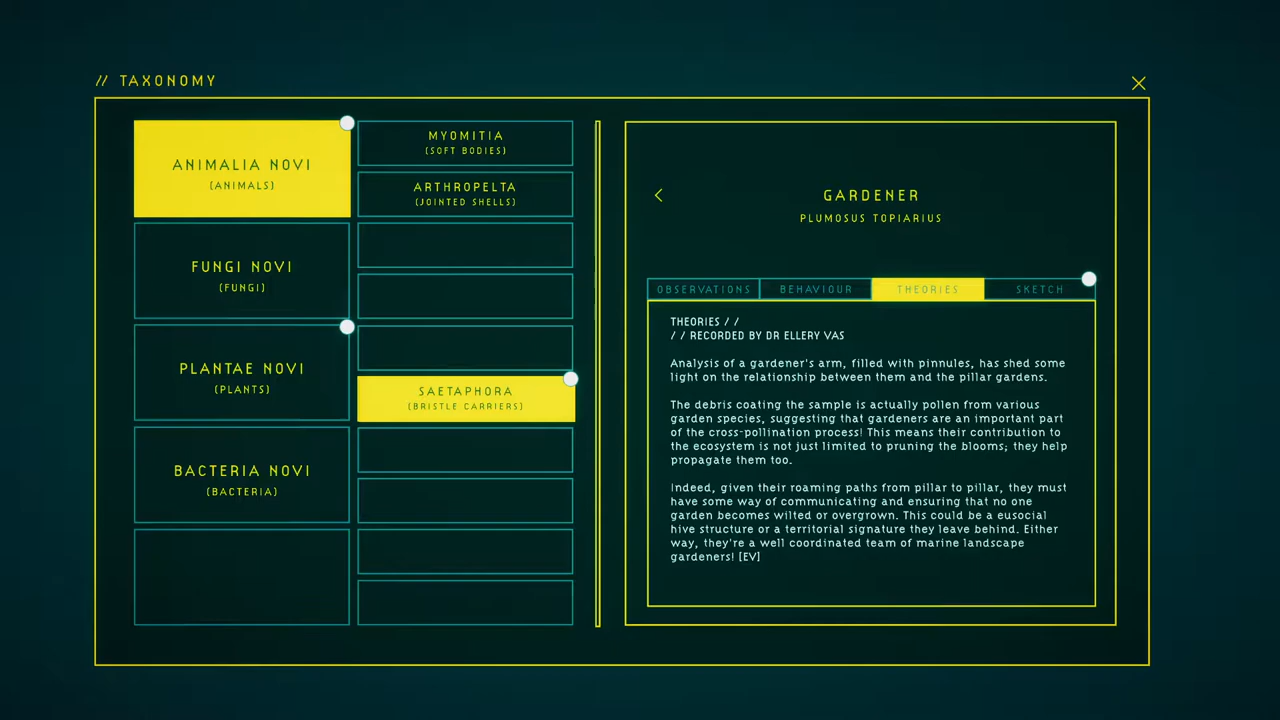 // TAXONOMY
ANIMALIA NOVI
(ANIMALS)
FUNGI NOVI
(FUNGI)
PLANTAE NOVI
(PLANTS)
BACTERIA NOVI
(BACTERIA)
MYOMITIA
(SOFT BODIES)
ARTHROPELTA
(JOINTED SHELLS)
SAETAPHORA
(BRISTLE CARRIERS)
GARDENER
PLUMOSUS TOPIARIUS
OBSERVATIONS BEHAVIOUR THEORIES SKETCH
THEORIES / /
/ / RECORDED BY DR ELLERY VAS
Analysis of a gardener's arm, filled with pinnules, has shed some
light on the relationship between them and the pillar gardens.
The debris coating the sample is actually pollen from various
garden species, suggesting that gardeners are an important part
of the cross-pollination process! This means their contribution to
the ecosystem is not just limited to pruning the blooms; they help
propagate them too.
Indeed, given their roaming paths from pillar to pillar, they must
have some way of communicating and ensuring that no one
garden becomes wilted or overgrown. This could be a eusocial
hive structure or a territorial signature they leave behind. Either
way, they're a well coordinated team of marine landscape
gardeners! [EV]